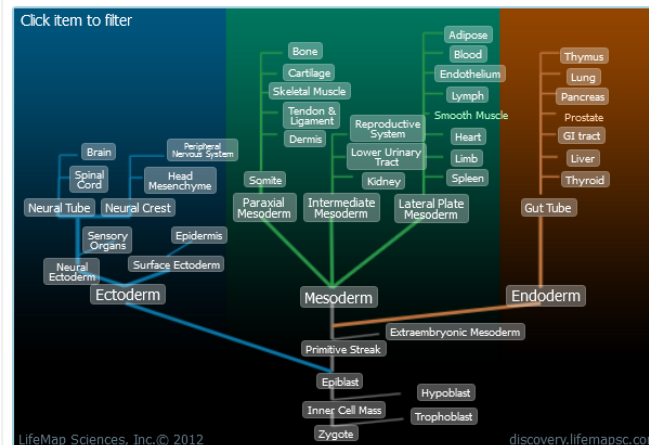 Click item to filter
Adipose
Bone
Blood
Thymus
Cartilage
Endothelium
Lung
Skeletal Muscle
Lymph
Pancreas
Tendon &
Ligament
Reproductive
System
Smooth Muscle
Prostate
Dermis
Heart
GI tract
Brain
Peripheral
Nervous System
Lower Urinary
Tract
Limb
Liver
Spinal
Cord
Head
Mesenchyme
Somite
Kidney
Spleen
Thyroid
Neural Tube
Neural Crest
Paraxial
Mesoderm
Intermediate
Mesoderm
Lateral Plate
Mesoderm
Gut Tube
Sensory
Organs
Epidermis
Neural
Ectoderm
Surface Ectoderm
Ectoderm
Mesoderm
Endoderm
Extraembryonic Mesoderm
Primitive Streak
Epiblast
Hypoblast
Inner Cell Mass
Trophoblast
Zygote
LifeMap Sciences, Inc.© 2012
discovery.lifemapsc.com